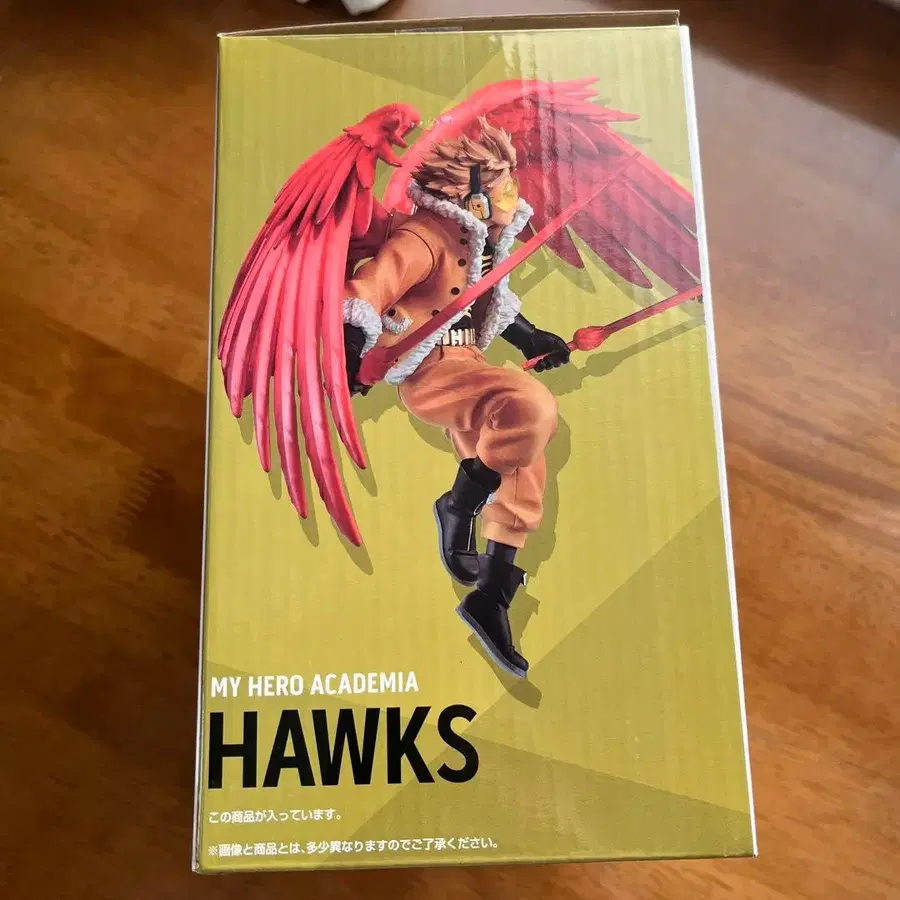 MY HERO ACADEMIA
HAWKS
この商品が入っています。
※画像と商品とは、多少異なりますのでご了承ください。